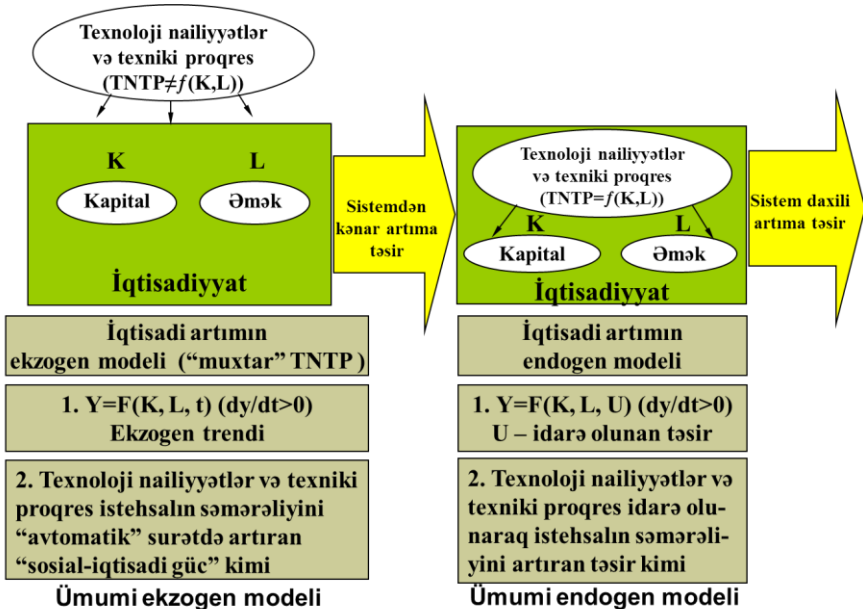 Texnoloji nailiyyətlər
və texniki proqres
(TNTP≠f(K,L))
K
L
Kapital
Əmək
İqtisadiyyat
Sistemdən
kənar artıma
təsir
İqtisadi artımın
ekzogen modeli (“muxtar” TNTP )
1. Y=F(K, L, t) (dy/dt>0)
Ekzogen trendi
2. Texnoloji nailiyyətlər və texniki
proqres istehsalın səmərəliyini
“avtomatik” surətdə artıran
“sosial-iqtisadi güc” kimi
Ümumi ekzogen modeli
Texnoloji nailiyyətlər
və texniki proqres
(TNTP=f(K,L))
K
L
Kapital
Əmək
İqtisadiyyat
Sistem daxili
artıma təsir
İqtisadi artımın
endogen modeli
1. Y=F(K, L, U) (dy/dt>0)
U – idarə olunan təsir
2. Texnoloji nailiyyətlər və
texniki proqres idarə olu-
naraq istehsalın səmərəli-
yini artıran təsir kimi
Ümumi endogen modeli